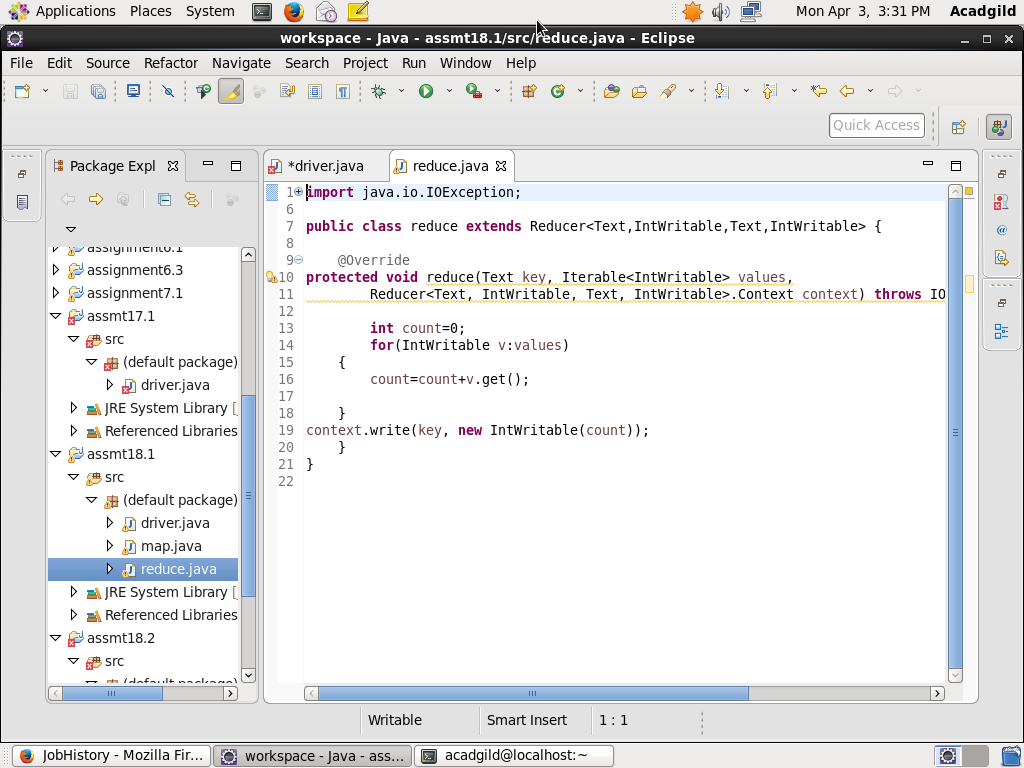 Applications Places System Mon Apr 3, 3:31 PM Acadgild
workspace - Java - assmt18.1/src/reduce.java - Eclipse
File Edit Source Refactor Navigate Search Project Run Window Help
Quick Access
Package Expl
*driver.java reduce.java
assignment6.1
assignment6.3
assignment7.1
assmt17.1
src
(default package)
driver.java
JRE System Library [
Referenced Libraries
assmt18.1
src
(default package)
driver.java
map.java
reduce.java
JRE System Library [
Referenced Libraries
assmt18.2
src
(default package)
1 import java.io.IOException;
6
7 public class reduce extends Reducer<Text,IntWritable,Text,IntWritable> {
8
9 @Override
10 protected void reduce(Text key, Iterable<IntWritable> values,
11 Reducer<Text, IntWritable, Text, IntWritable>.Context context) throws IO
12
13 int count=0;
14 for(IntWritable v:values)
15 {
16 count=count+v.get();
17
18 }
19 context.write(key, new IntWritable(count));
20 }
21 }
22
Writable Smart Insert 1 : 1
JobHistory - Mozilla Fir... workspace - Java - ass... acadgild@localhost:~